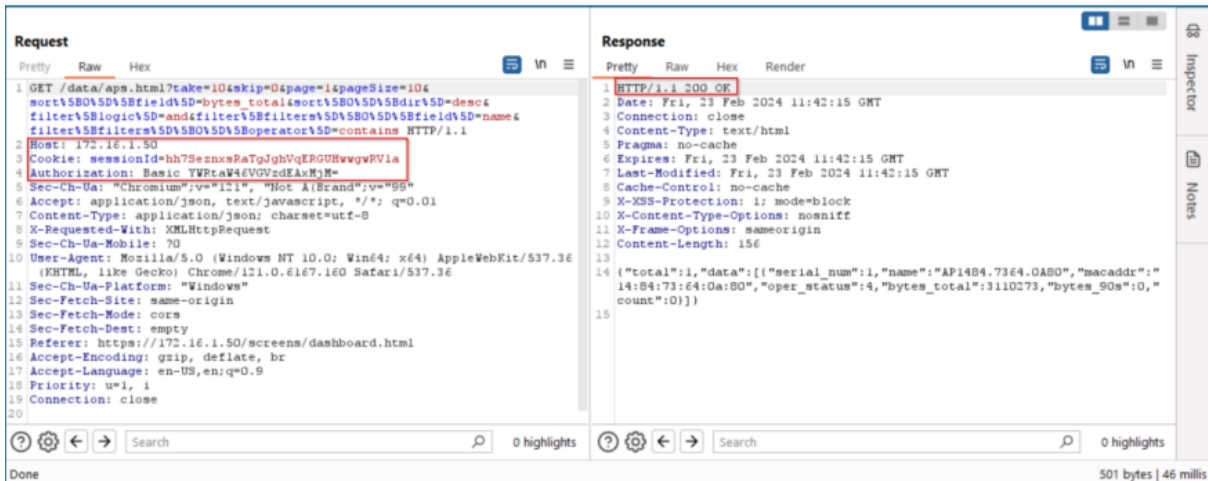 Request
Pretty Raw Hex
\n
1 GET /data/aps.html?take=10&skip=0&page=1&pageSize=10&
sort%5B0%5D%5Bfield%5D=bytes_total&sort%5B0%5D%5Bdir%5D=desc&
filter%5Blogic%5D=and&filter%5Bfilters%5D%5B0%5D%5Bfield%5D=name&
filter%5Bfilters%5D%5B0%5D%5Boperator%5D=contains HTTP/1.1
2 Host: 172.16.1.50
3 Cookie: sessionId=hh7SeznxsRaTgJghVqERGUHwwgwRVla
4 Authorization: Basic YWRtaW46VGVzdEAxMjM=
5 Sec-Ch-Ua: "Chromium";v="121", "Not A(Brand";v="99"
6 Accept: application/json, text/javascript, */*; q=0.01
7 Content-Type: application/json; charset=utf-8
8 X-Requested-With: XMLHttpRequest
9 Sec-Ch-Ua-Mobile: ?0
10 User-Agent: Mozilla/5.0 (Windows NT 10.0; Win64; x64) AppleWebKit/537.36
(KHTML, like Gecko) Chrome/121.0.6167.160 Safari/537.36
11 Sec-Ch-Ua-Platform: "Windows"
12 Sec-Fetch-Site: same-origin
13 Sec-Fetch-Mode: cors
14 Sec-Fetch-Dest: empty
15 Referer: https://172.16.1.50/screens/dashboard.html
16 Accept-Encoding: gzip, deflate, br
17 Accept-Language: en-US,en;q=0.9
18 Priority: u=1, i
19 Connection: close
20
Search
0 highlights
Response
Pretty Raw Hex Render
\n
1 HTTP/1.1 200 OK
2 Date: Fri, 23 Feb 2024 11:42:15 GMT
3 Connection: close
4 Content-Type: text/html
5 Pragma: no-cache
6 Expires: Fri, 23 Feb 2024 11:42:15 GMT
7 Last-Modified: Fri, 23 Feb 2024 11:42:15 GMT
8 Cache-Control: no-cache
9 X-XSS-Protection: 1; mode=block
10 X-Content-Type-Options: nosniff
11 X-Frame-Options: sameorigin
12 Content-Length: 156
13
14 {"total":1,"data":[{"serial_num":1,"name":"AP1484.7364.0A80","macaddr":"
14:84:73:64:0a:80","oper_status":4,"bytes_total":3110273,"bytes_90s":0,"
count":0}]}
15
Search
0 highlights
Inspector
Notes
Done
501 bytes | 46 millis